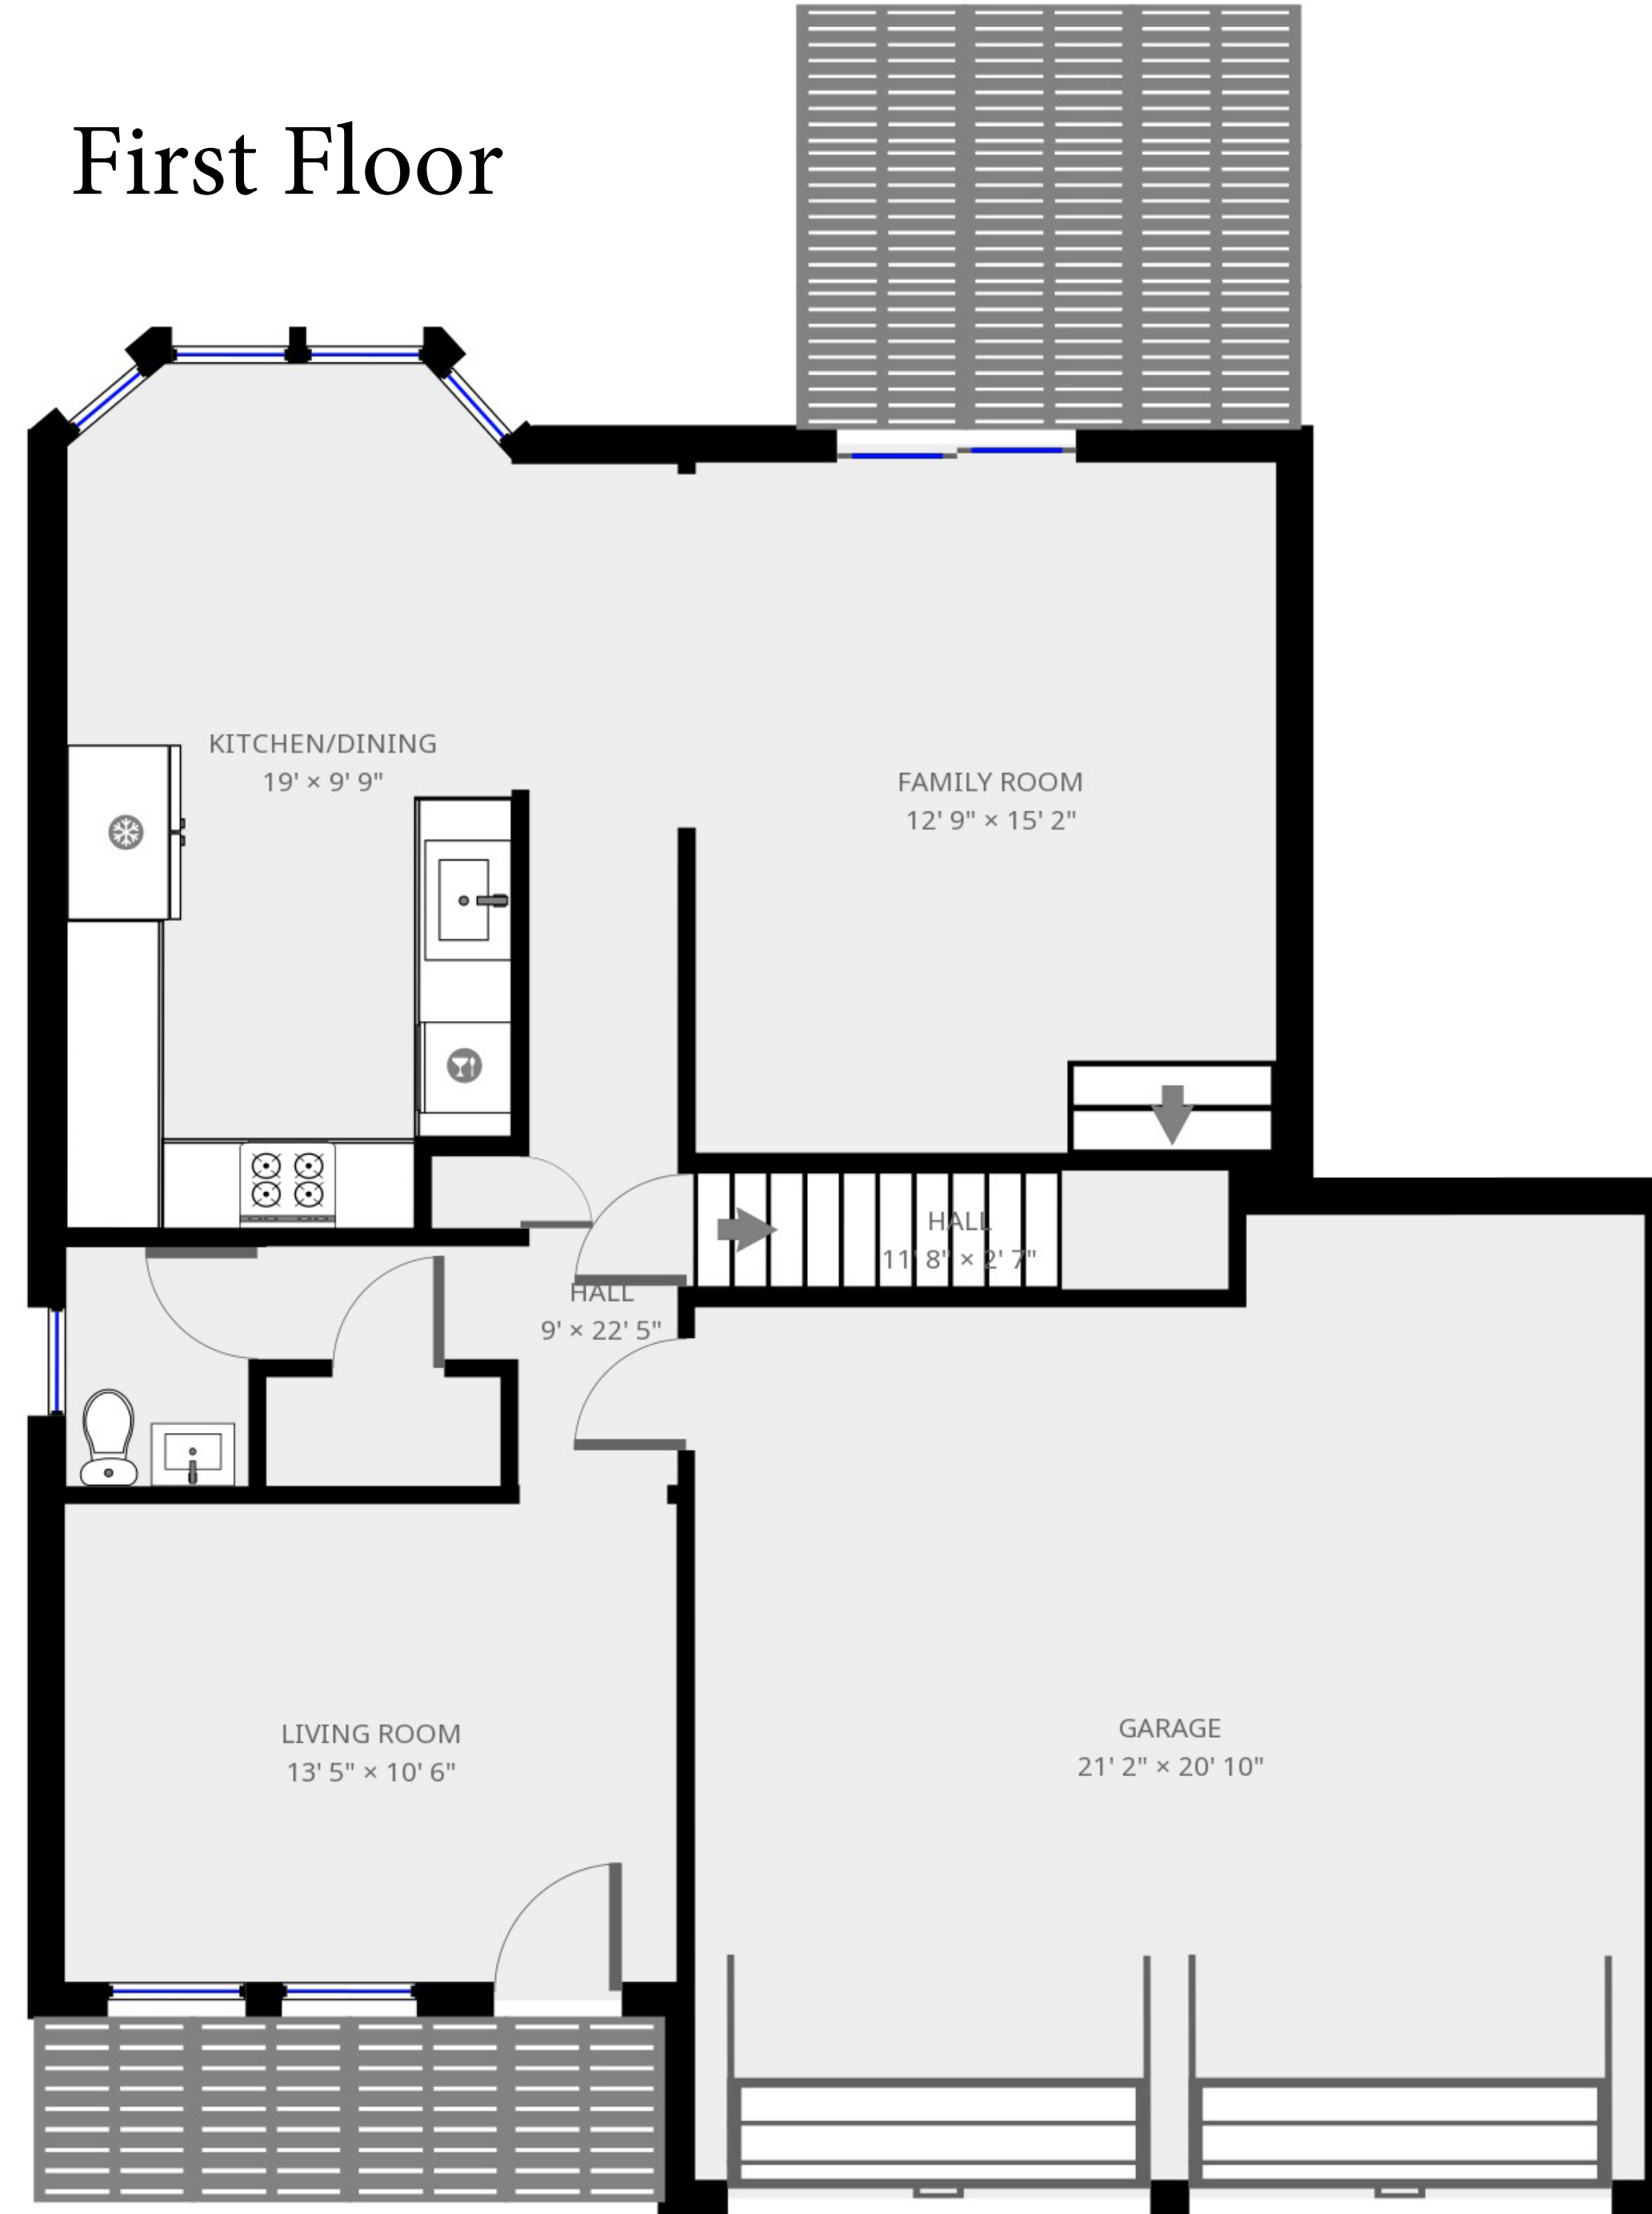 First Floor
KITCHEN/DINING
19' × 9' 9"
FAMILY ROOM
12' 9" × 15' 2"
HALL
11' 8" × 2' 7"
HALL
9' × 22' 5"
LIVING ROOM
13' 5" × 10' 6"
GARAGE
21' 2" × 20' 10"